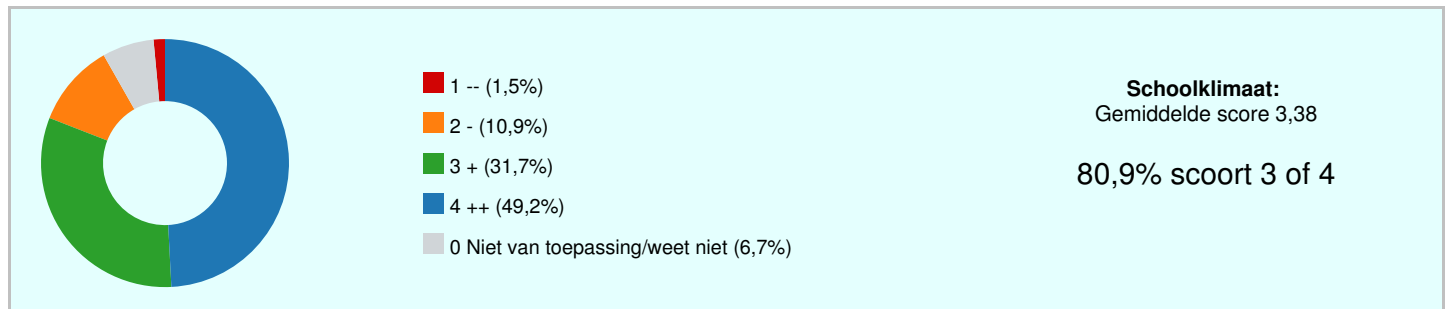 1 -- (1,5%)
2 - (10,9%)
3 + (31,7%)
4 ++ (49,2%)
0 Niet van toepassing/weet niet (6,7%)
Schoolklimaat:
Gemiddelde score 3,38
80,9% scoort 3 of 4